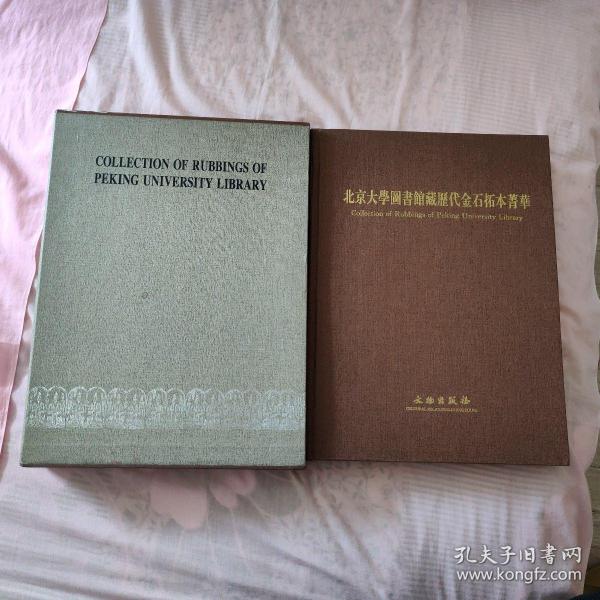 COLLECTION OF RUBBINGS OF
PEKING UNIVERSITY LIBRARY
北京大學圖書館藏歷代金石拓本菁華
Collection of Rubbings of Peking University Library
文物出版社
孔夫子旧書网
www.kongfz.com